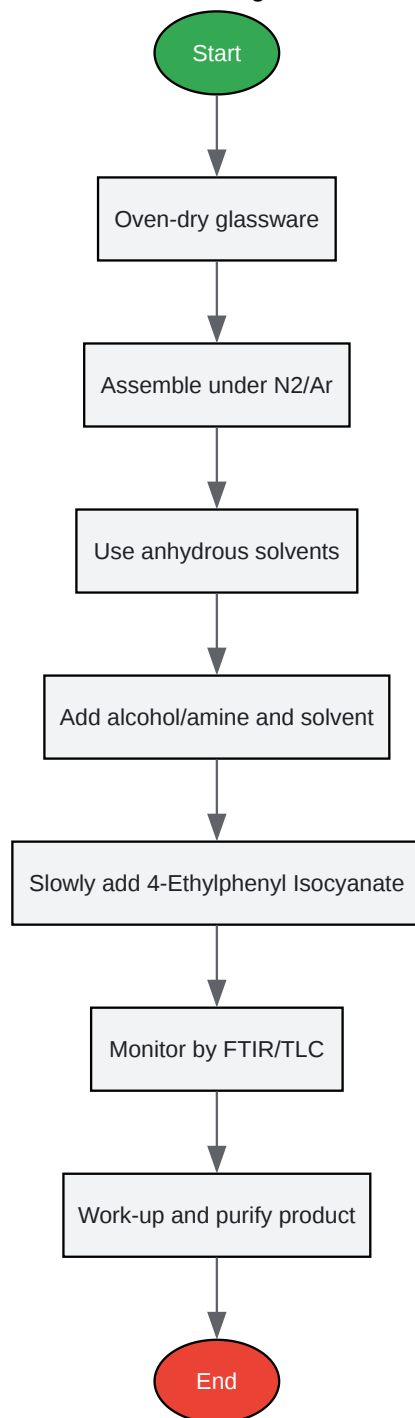 Start
Oven-dry glassware
Assemble under N2/Ar
Use anhydrous solvents
Add alcohol/amine and solvent
Slowly add 4-Ethylphenyl Isocyanate
Monitor by FTIR/TLC
Work-up and purify product
End